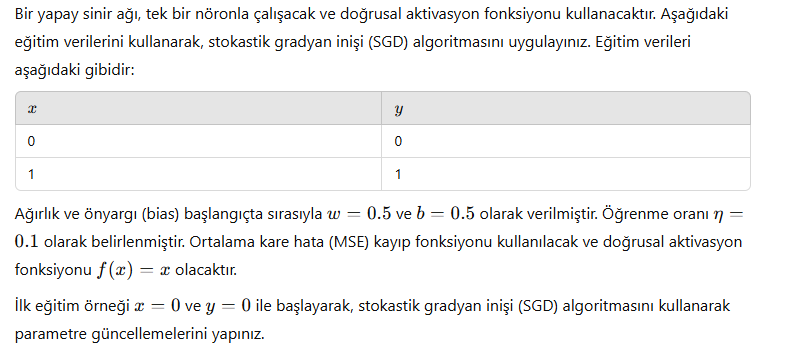 Bir yapay sinir ağı, tek bir nöronla çalışacak ve doğrusal aktivasyon fonksiyonu kullanacaktır. Aşağıdaki
eğitim verilerini kullanarak, stokastik gradyan inişi (SGD) algoritmasını uygulayınız. Eğitim verileri
aşağıdaki gibidir:
x y
0 0
1 1
Ağırlık ve önyargı (bias) başlangıçta sırasıyla w = 0.5 ve b = 0.5 olarak verilmiştir. Öğrenme oranı η =
0.1 olarak belirlenmiştir. Ortalama kare hata (MSE) kayıp fonksiyonu kullanılacak ve doğrusal aktivasyon
fonksiyonu f(x) = x olacaktır.
İlk eğitim örneği x = 0 ve y = 0 ile başlayarak, stokastik gradyan inişi (SGD) algoritmasını kullanarak
parametre güncellemelerini yapınız.